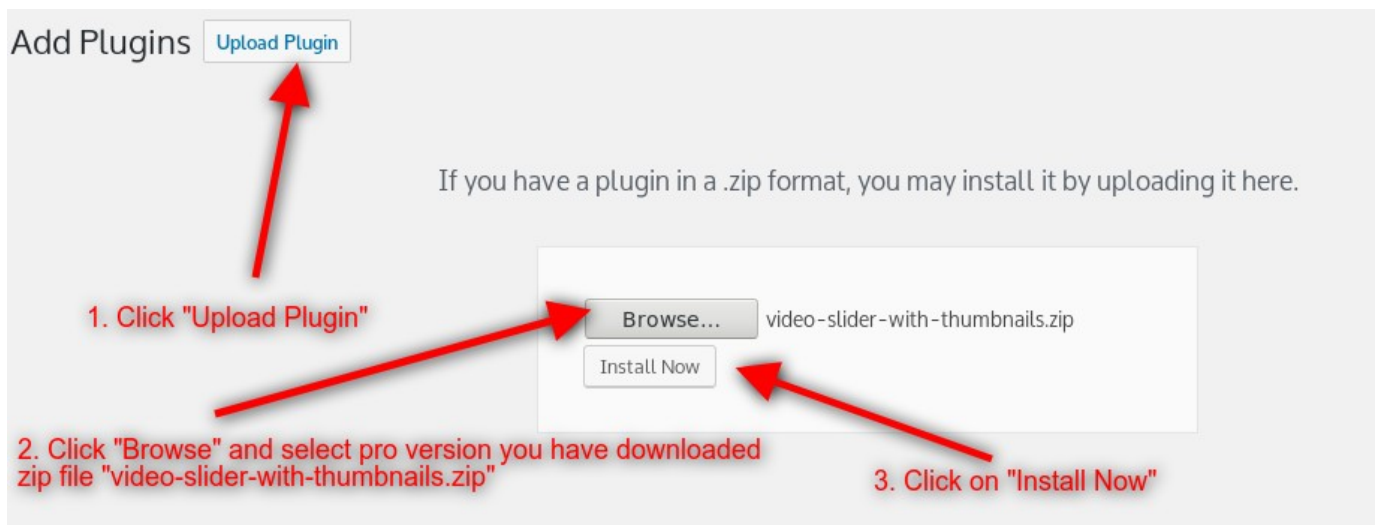 Add Plugins Upload Plugin
If you have a plugin in a .zip format, you may install it by uploading it here.
1. Click "Upload Plugin"
Browse... video-slider-with-thumbnails.zip
Install Now
2. Click "Browse" and select pro version you have downloaded
zip file "video-slider-with-thumbnails.zip"
3. Click on "Install Now"